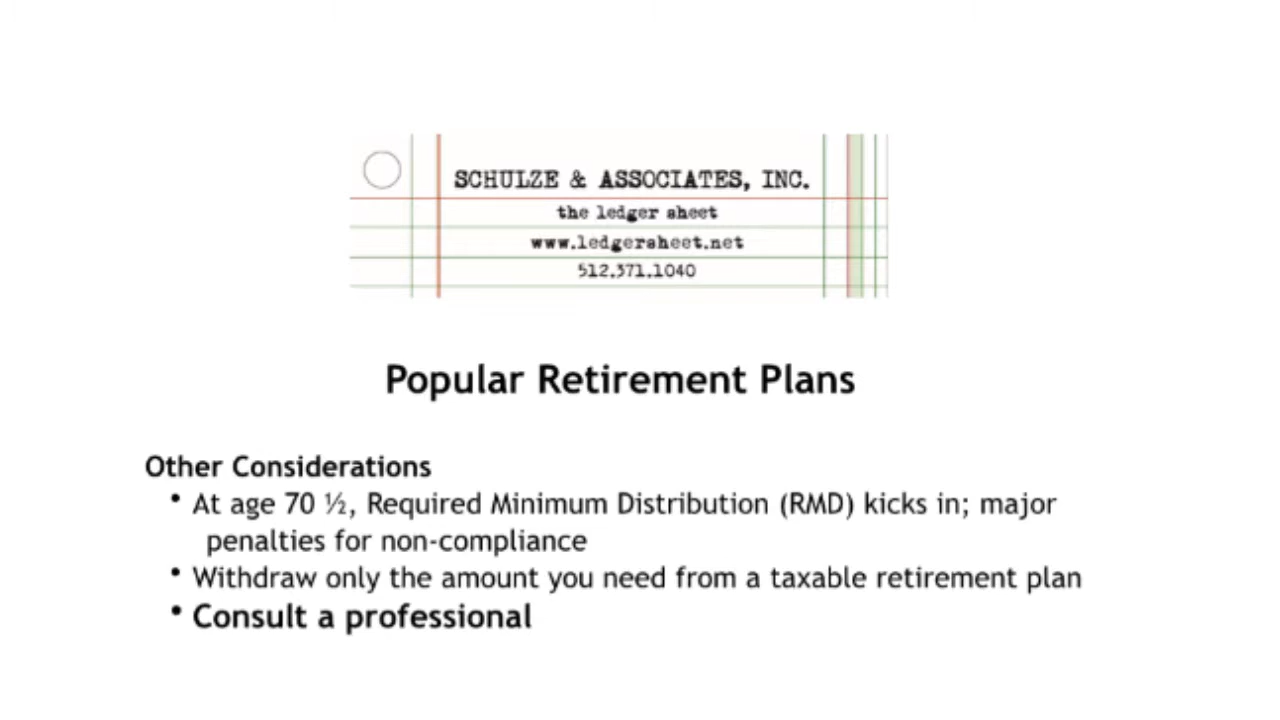 SCHULZE & ASSOCIATES, INC.
the ledger sheet
www.ledgersheet.net
512.371.1040
Popular Retirement Plans
Other Considerations
• At age 70 ½, Required Minimum Distribution (RMD) kicks in; major
penalties for non-compliance
• Withdraw only the amount you need from a taxable retirement plan
• Consult a professional